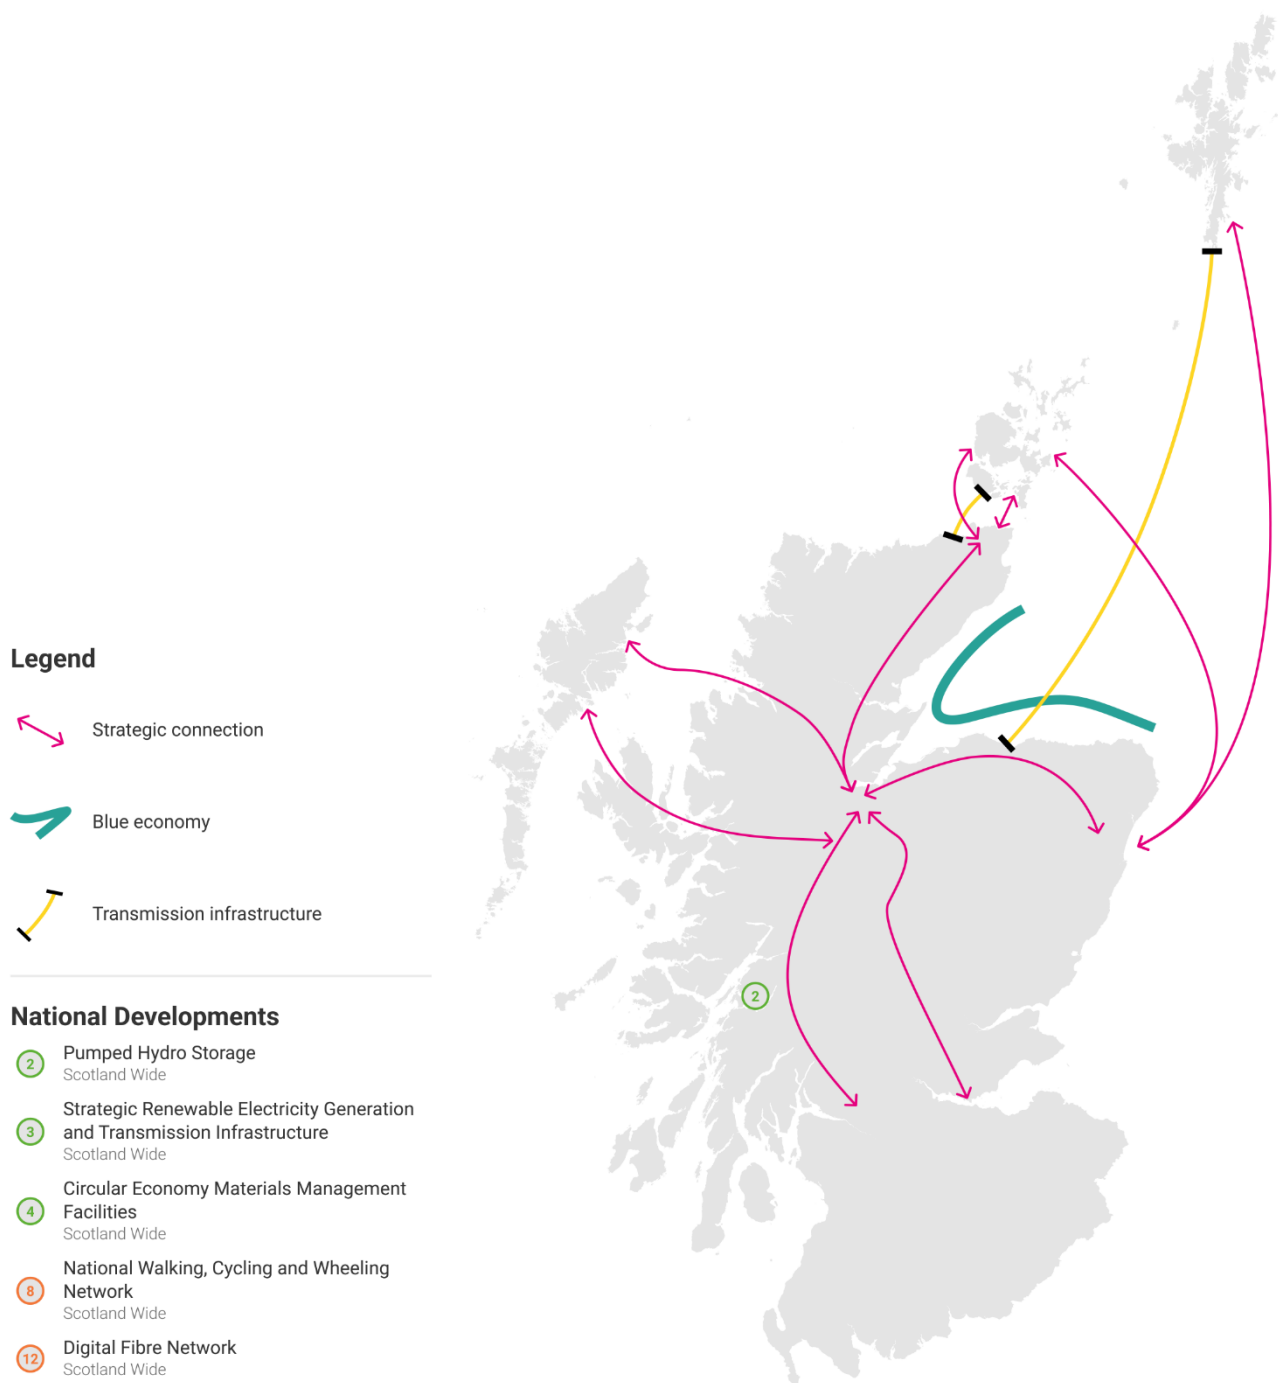 Legend
Strategic connection
Blue economy
Transmission infrastructure
National Developments
2
Pumped Hydro Storage
Scotland Wide
3
Strategic Renewable Electricity Generation
and Transmission Infrastructure
Scotland Wide
4
Circular Economy Materials Management
Facilities
Scotland Wide
8
National Walking, Cycling and Wheeling
Network
Scotland Wide
12
Digital Fibre Network
Scotland Wide
2